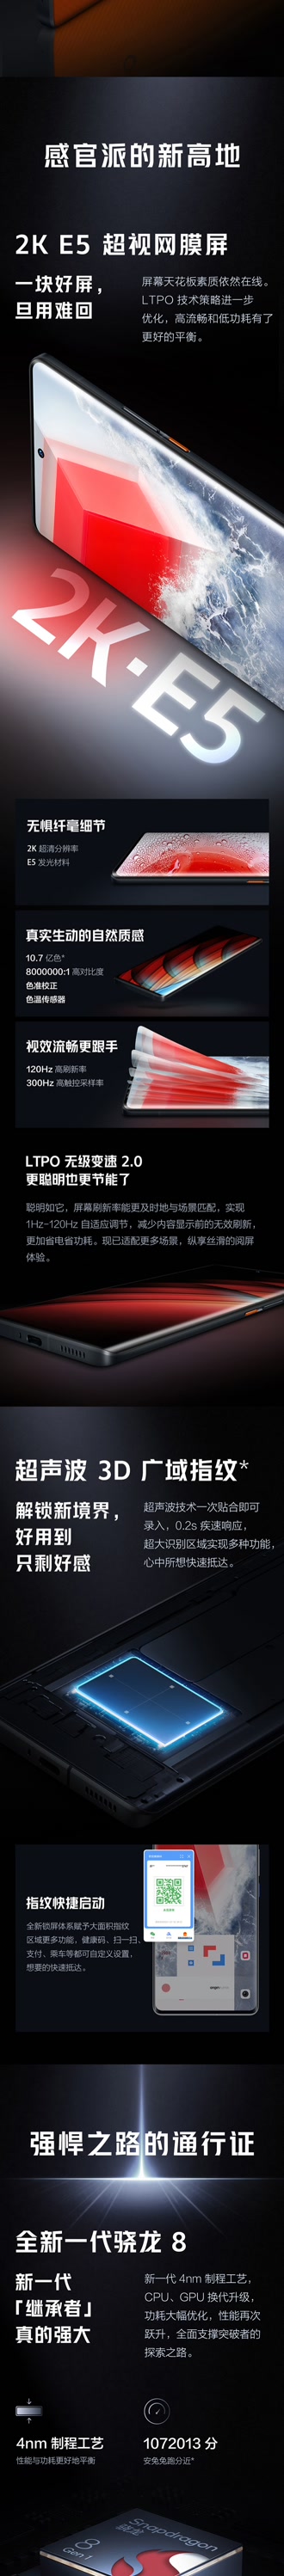 感官派的新高地
2K E5 超视网膜屏
一块好屏，
旦用难回
屏幕天花板素质依然在线。
LTPO 技术策略进一步
优化，高流畅和低功耗有了
更好的平衡。
2K·E5
无惧纤毫细节
2K 超清分辨率
E5 发光材料
真实生动的自然质感
10.7 亿色*
8000000:1 高对比度
色准校正
色温传感器
视效流畅更跟手
120Hz 高刷新率
300Hz 高触控采样率
LTPO 无级变速 2.0
更聪明也更节能了
聪明如它，屏幕刷新率能更及时地与场景匹配，实现
1Hz-120Hz 自适应调节，减少内容显示前的无效刷新，
更加省电省功耗。现已适配更多场景，纵享丝滑的阅屏
体验。
超声波 3D 广域指纹*
解锁新境界，
好用到
只剩好感
超声波技术一次贴合即可
录入，0.2s 疾速响应，
超大识别区域实现多种功能，
心中所想快速抵达。
指纹快捷启动
全新锁屏体系赋予大面积指纹
区域更多功能，健康码、扫一扫、
支付、乘车等都可自定义设置，
想要的快速抵达。
强悍之路的通行证
全新一代骁龙 8
新一代
「继承者」
真的强大
新一代 4nm 制程工艺，
CPU、GPU 换代升级，
功耗大幅优化，性能再次
跃升，全面支撑突破者的
探索之路。
4nm 制程工艺
性能与功耗更好地平衡
1072013 分
安兔兔跑分近*
Snapdragon
骁龙
8
Gen 1